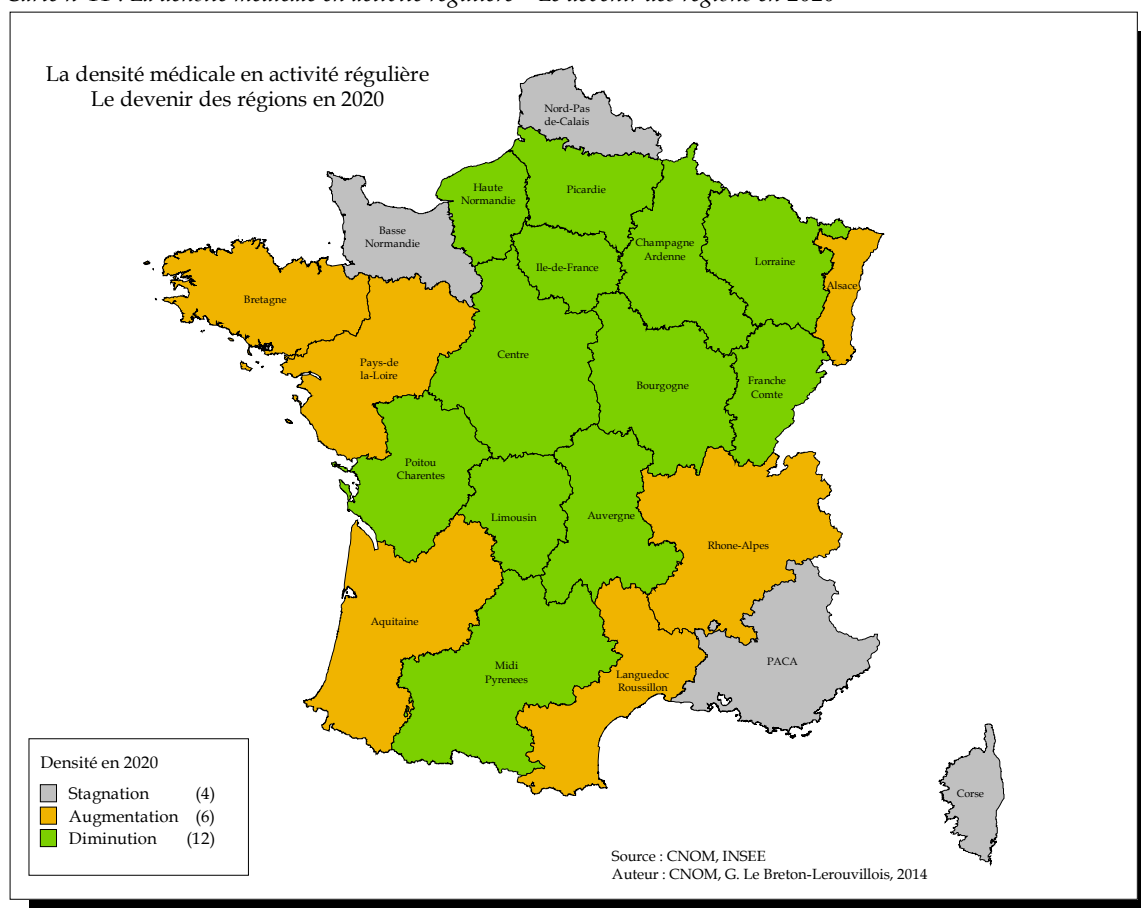 La densité médicale en activité régulière
Le devenir des régions en 2020
Nord-Pas
de-Calais
Haute
Normandie
Picardie
Basse
Normandie
Champagne
Ardenne
Ile-de-France
Lorraine
Alsace
Bretagne
Pays-de
la-Loire
Centre
Bourgogne
Franche
Comte
Poitou
Charentes
Limousin
Auvergne
Rhone-Alpes
Aquitaine
Midi
Pyrenees
Languedoc
Roussillon
PACA
Corse
Densité en 2020
Stagnation (4)
Augmentation (6)
Diminution (12)
Source : CNOM, INSEE
Auteur : CNOM, G. Le Breton-Lerouvillois, 2014